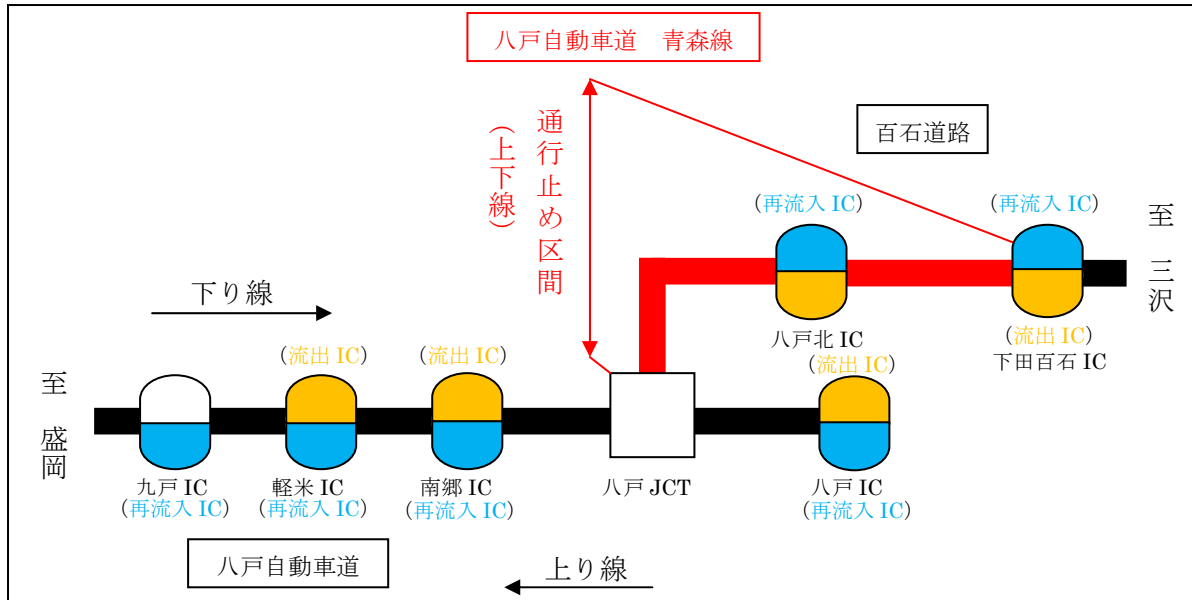 八戸自動車道 青森線
百石道路
通行止め区間
(上下線)
(再流入 IC)
(再流入 IC)
至 三沢
下り線
八戸北 IC
(流出 IC)
下田百石 IC
(流出 IC)
(流出 IC)
(流出 IC)
至 盛岡
九戸 IC
(再流入 IC)
軽米 IC
(再流入 IC)
南郷 IC
(再流入 IC)
八戸 JCT
八戸 IC
(再流入 IC)
八戸自動車道
上り線